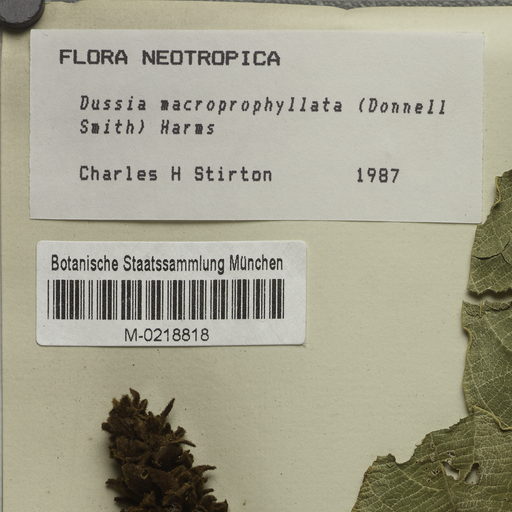 FLORA NEOTROPICA
Dussia macroprophyllata (Donnell
Smith) Harms
Charles H Stirton 1987
Botanische Staatssammlung München
M-0218818